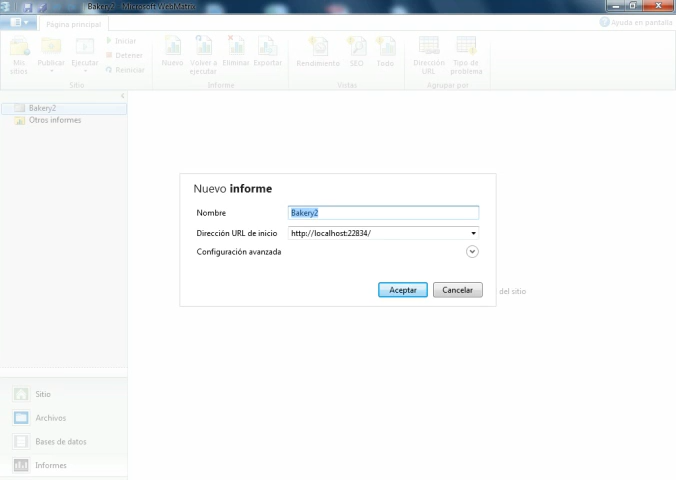 Bakery2 - Microsoft WebMatrix
Página principal
Ayuda en pantalla
Mis sitios
Publicar
Ejecutar
Iniciar
Detener
Reiniciar
Nuevo
Volver a ejecutar
Eliminar
Exportar
Rendimiento
SEO
Todo
Dirección URL
Tipo de problema
Sitio
Informe
Vistas
Agrupar por
Bakery2
Otros informes
Nuevo informe
Nombre
Bakery2
Dirección URL de inicio
http://localhost:22834/
Configuración avanzada
Aceptar
Cancelar
del sitio
Sitio
Archivos
Bases de datos
Informes